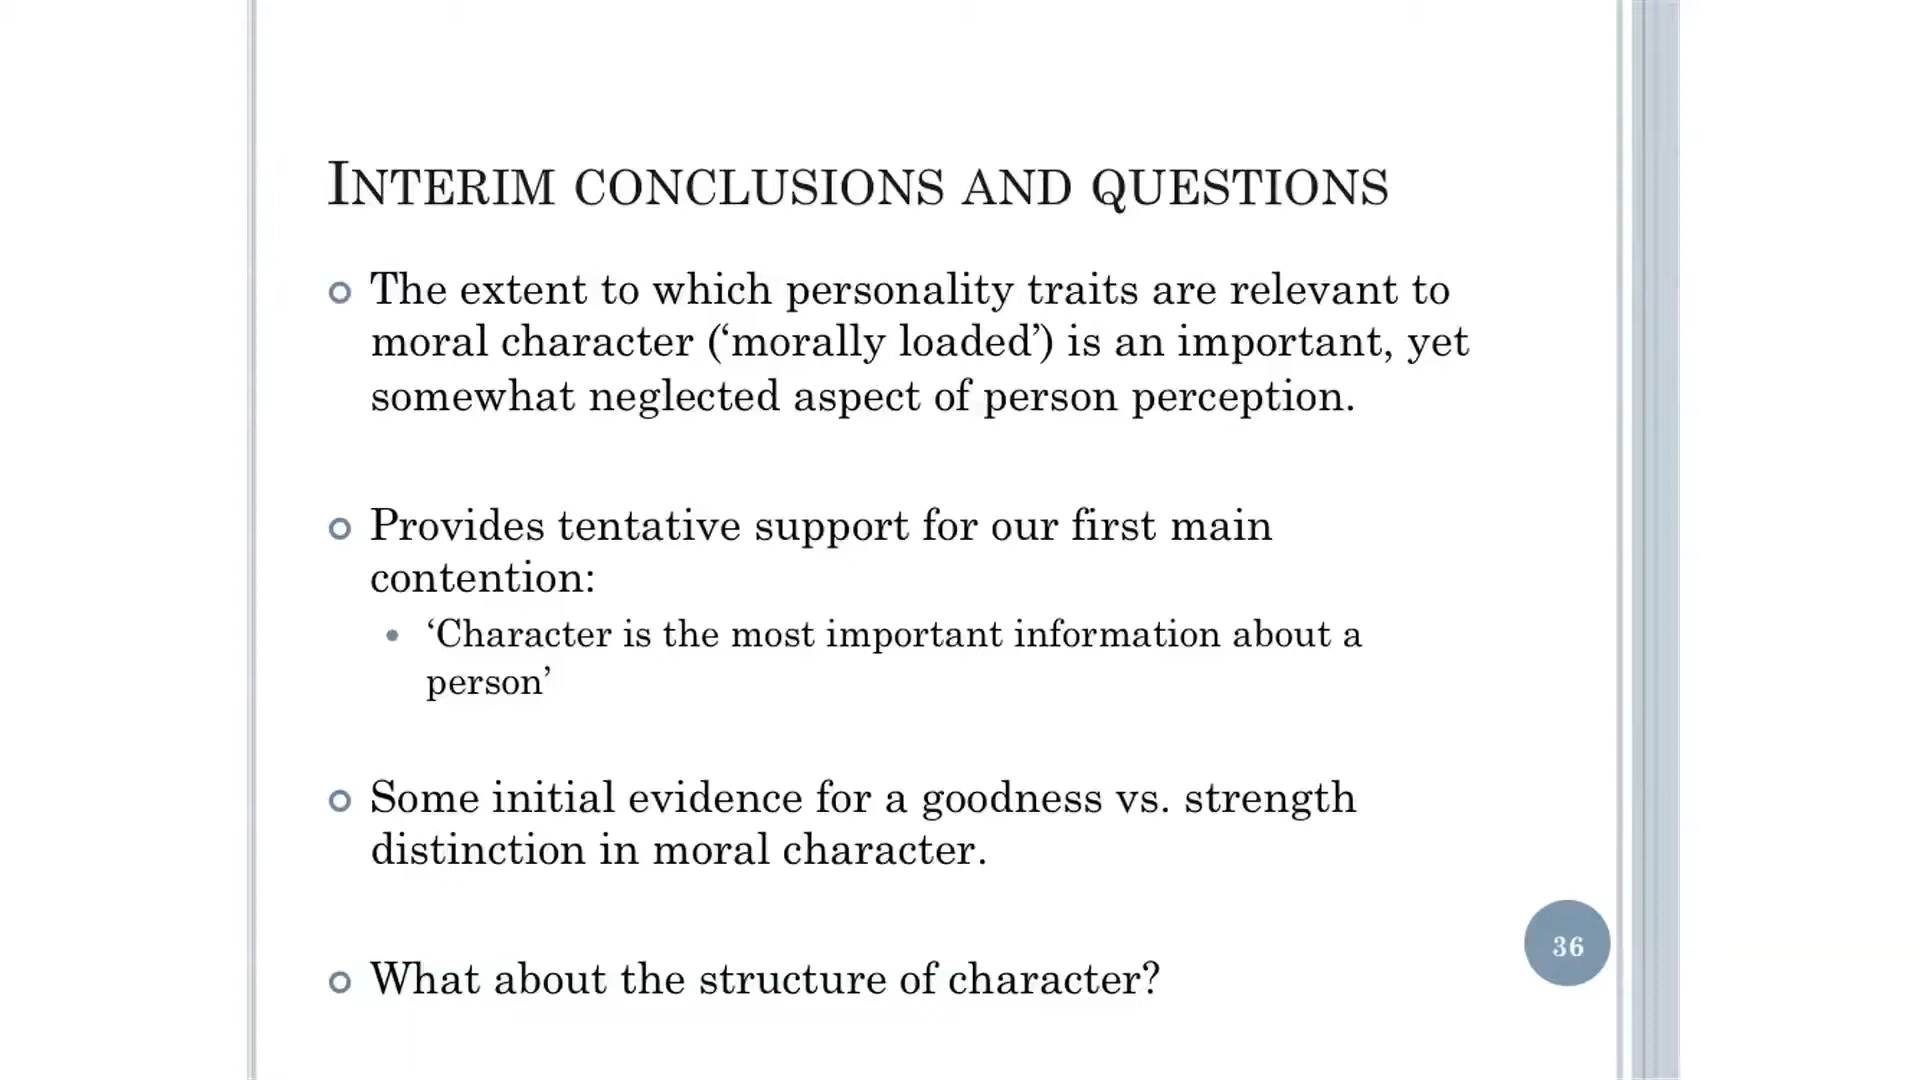 INTERIM CONCLUSIONS AND QUESTIONS
The extent to which personality traits are relevant to
moral character (‘morally loaded’) is an important, yet
somewhat neglected aspect of person perception.
Provides tentative support for our first main
contention:
‘Character is the most important information about a
person’
Some initial evidence for a goodness vs. strength
distinction in moral character.
What about the structure of character?
36